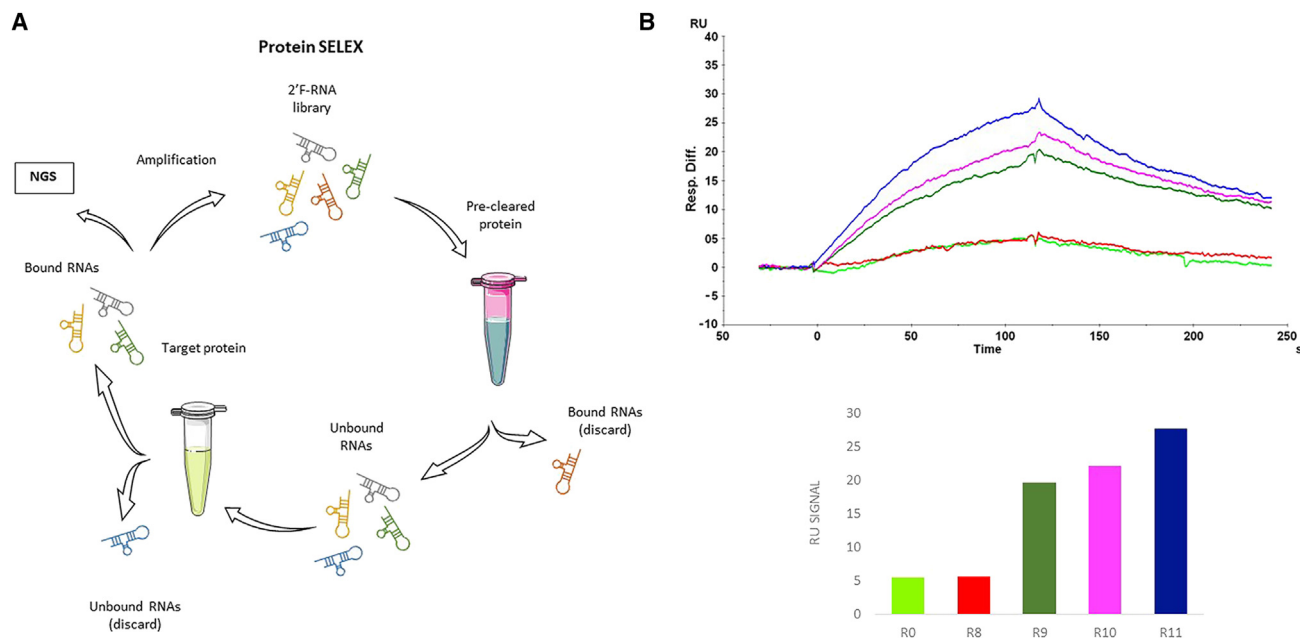 A
Protein SELEX
2'F-RNA
library
Amplification
NGS
Pre-cleared
protein
Bound RNAs
Target protein
Unbound
RNAs
Bound RNAs
(discard)
Unbound RNAs
(discard)
B
RU
40
35
30
25
20
15
10
05
0
-5
-10
Resp. Diff.
50
0
50
100
150
200
250
Time
s
30
25
20
15
10
5
0
RU SIGNAL
R0
R8
R9
R10
R11